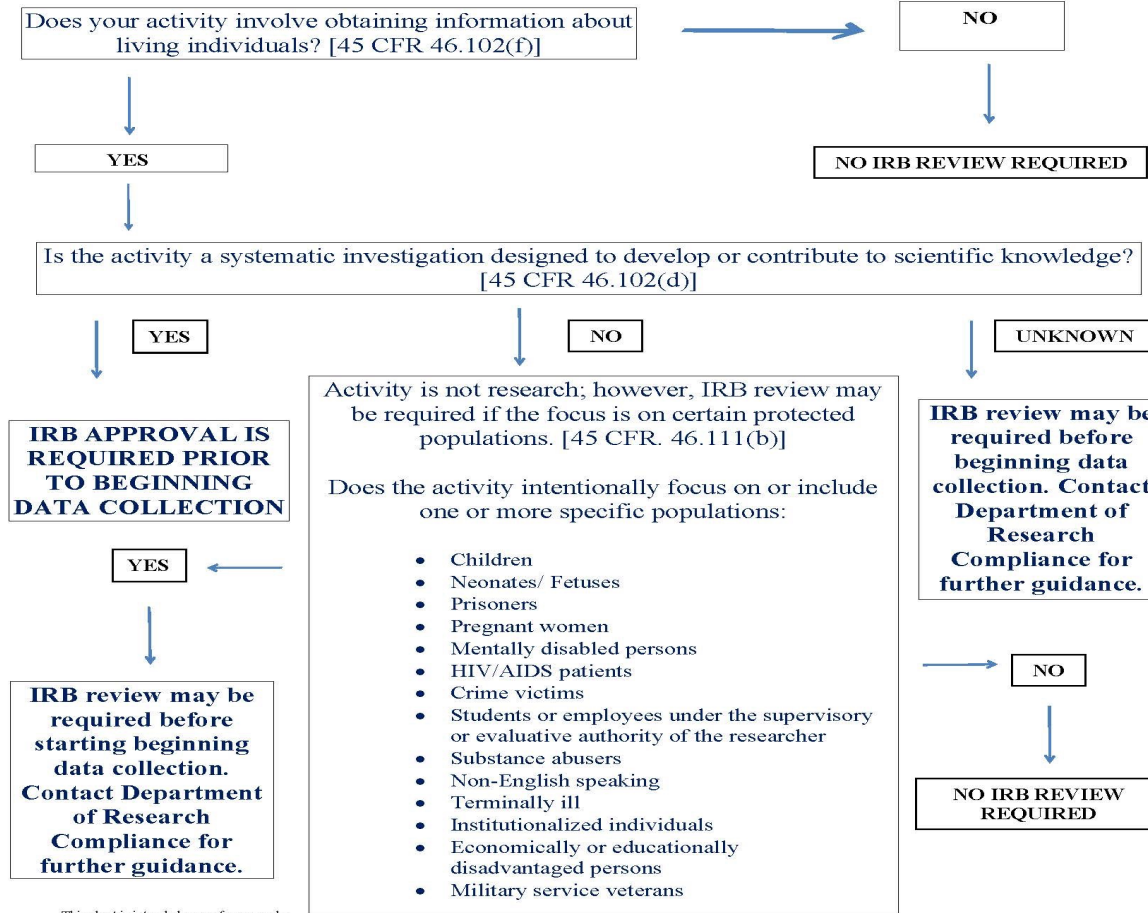 Does your activity involve obtaining information about
living individuals? [45 CFR 46.102(f)]
NO
YES
NO IRB REVIEW REQUIRED
Is the activity a systematic investigation designed to develop or contribute to scientific knowledge?
[45 CFR 46.102(d)]
YES
NO
UNKNOWN
IRB APPROVAL IS
REQUIRED PRIOR
TO BEGINNING
DATA COLLECTION
Activity is not research; however, IRB review may
be required if the focus is on certain protected
populations. [45 CFR. 46.111(b)]
Does the activity intentionally focus on or include
one or more specific populations:
• Children
• Neonates/ Fetuses
• Prisoners
• Pregnant women
• Mentally disabled persons
• HIV/AIDS patients
• Crime victims
• Students or employees under the supervisory
or evaluative authority of the researcher
• Substance abusers
• Non-English speaking
• Terminally ill
• Institutionalized individuals
• Economically or educationally
disadvantaged persons
• Military service veterans
IRB review may be
required before
beginning data
collection. Contact
Department of
Research
Compliance for
further guidance.
YES
IRB review may be
required before
starting beginning
data collection.
Contact Department
of Research
Compliance for
further guidance.
NO
NO IRB REVIEW
REQUIRED